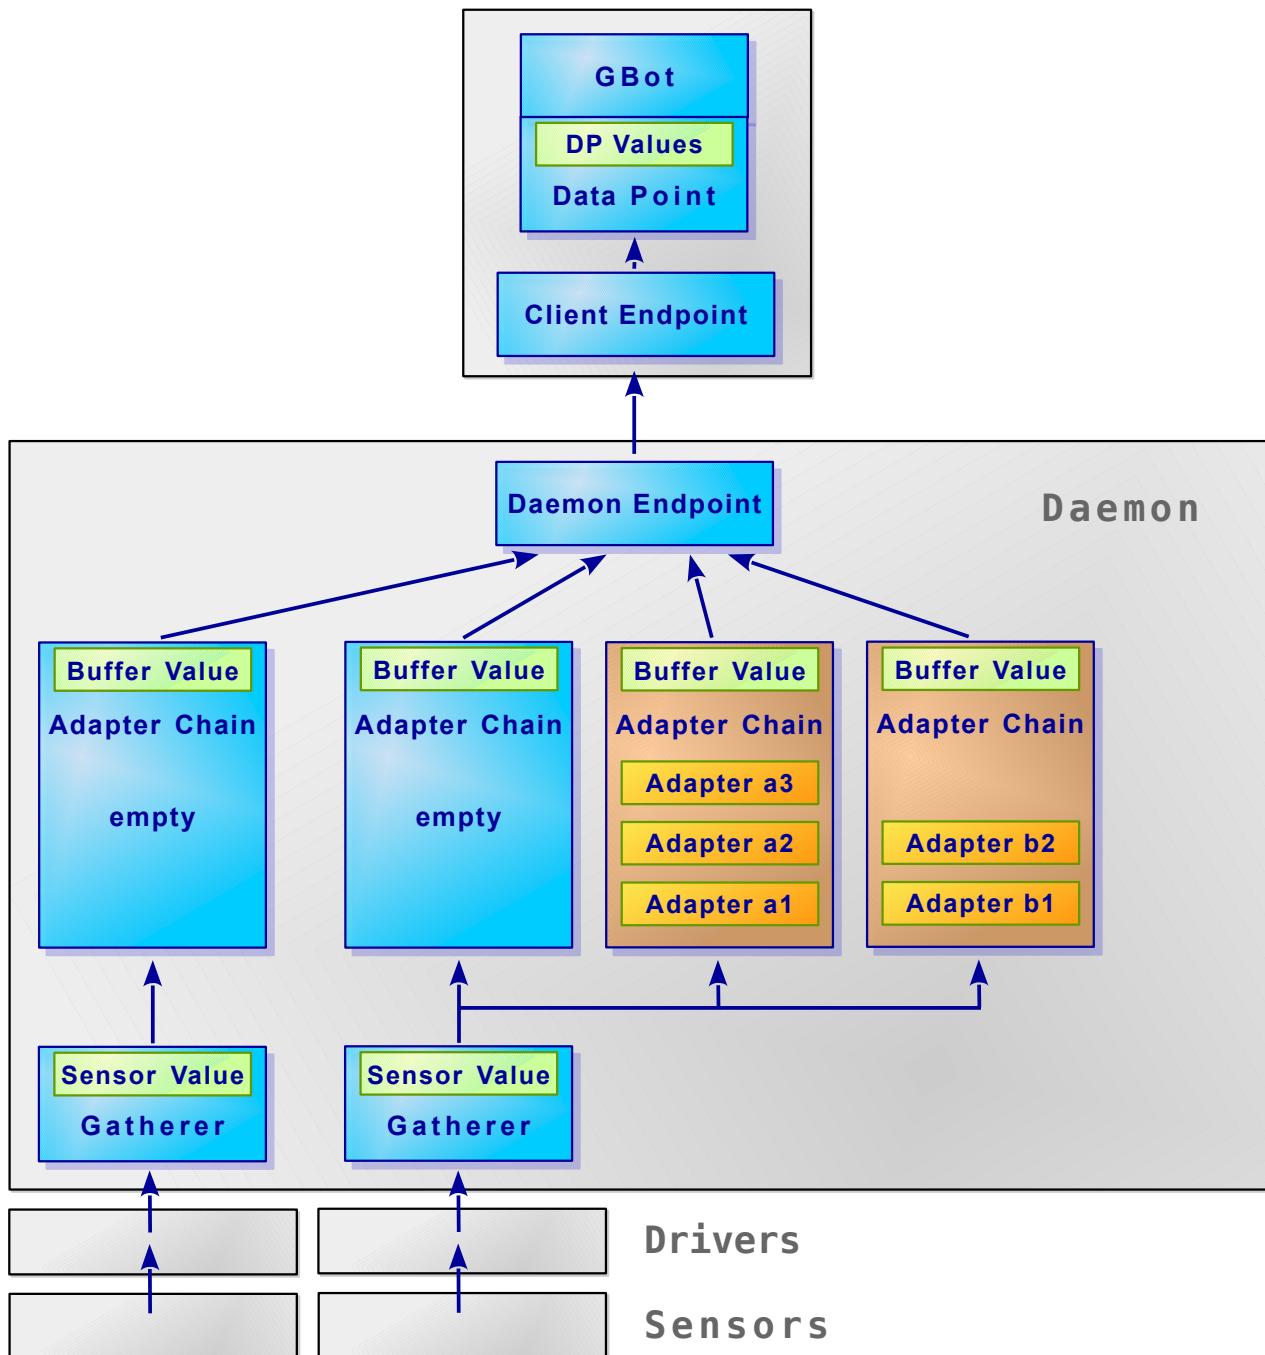 GBot
DP Values
Data Point
Client Endpoint
Daemon Endpoint
Daemon
Buffer Value
Adapter Chain
empty
Buffer Value
Adapter Chain
empty
Buffer Value
Adapter Chain
Adapter a3
Adapter a2
Adapter a1
Buffer Value
Adapter Chain
Adapter b2
Adapter b1
Sensor Value
Gatherer
Sensor Value
Gatherer
Drivers
Sensors